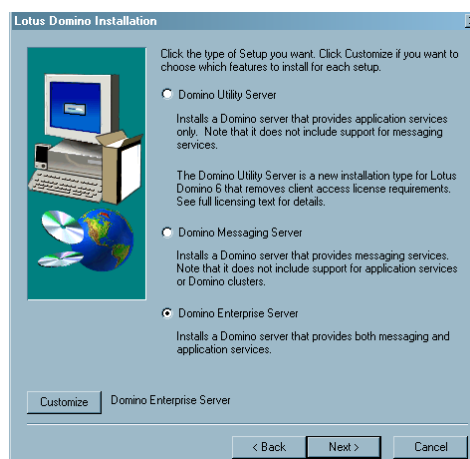 Lotus Domino Installation
Click the type of Setup you want. Click Customize if you want to
choose which features to install for each setup.
Domino Utility Server
Installs a Domino server that provides application services
only. Note that it does not include support for messaging
services.
The Domino Utility Server is a new installation type for Lotus
Domino 6 that removes client access license requirements.
See full licensing text for details.
Domino Messaging Server
Installs a Domino server that provides messaging services.
Note that it does not include support for application services
or Domino clusters.
Domino Enterprise Server
Installs a Domino server that provides both messaging and
application services.
Customize Domino Enterprise Server
< Back Next > Cancel